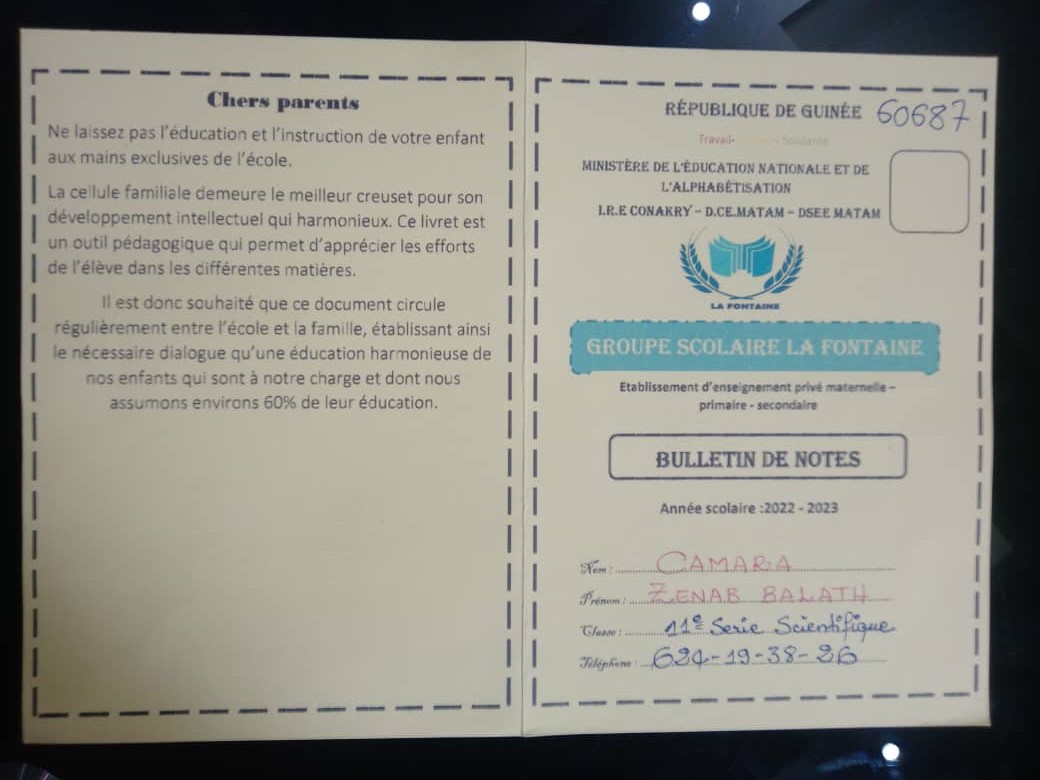 Chers parents
Ne laissez pas l'éducation et l'instruction de votre enfant
aux mains exclusives de l'école.
La cellule familiale demeure le meilleur creuset pour son
développement intellectuel qui harmonieux. Ce livret est
un outil pédagogique qui permet d'apprécier les efforts
de l'élève dans les différentes matières.
Il est donc souhaité que ce document circule
régulièrement entre l'école et la famille, établissant ainsi
le nécessaire dialogue qu'une éducation harmonieuse de
nos enfants qui sont à notre charge et dont nous
assumons environs 60% de leur éducation.
RÉPUBLIQUE DE GUINÉE 60687
Travail- - Solidarité
MINISTÈRE DE L'ÉDUCATION NATIONALE ET DE
L'ALPHABÉTISATION
I.R.E CONAKRY – D.CE.MATAM – DSEE MATAM
LA FONTAINE
GROUPE SCOLAIRE LA FONTAINE
Etablissement d'enseignement privé maternelle –
primaire - secondaire
BULLETIN DE NOTES
Année scolaire :2022 - 2023
Nom : CAMARA
Prénom : ZENAB BALATH
Classe : 11e Serie Scientifique
Téléphone : 624-19-38-26